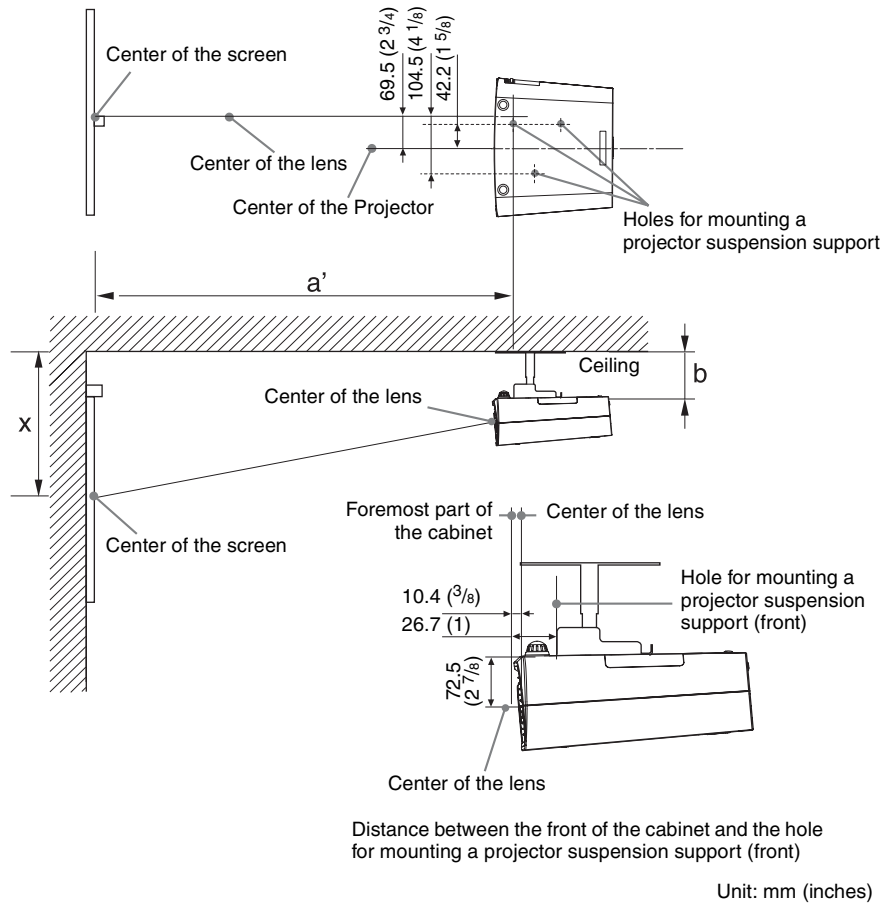 69.5 (2 3/4)
104.5 (4 1/8)
42.2 (1 5/8)
Center of the screen
Center of the lens
Center of the Projector
Holes for mounting a
projector suspension support
a’
Ceiling
b
x
Center of the lens
Center of the screen
Foremost part of
the cabinet
Center of the lens
Hole for mounting a
projector suspension
support (front)
10.4 (3/8)
26.7 (1)
72.5
(2 7/8)
Center of the lens
Distance between the front of the cabinet and the hole
for mounting a projector suspension support (front)
Unit: mm (inches)